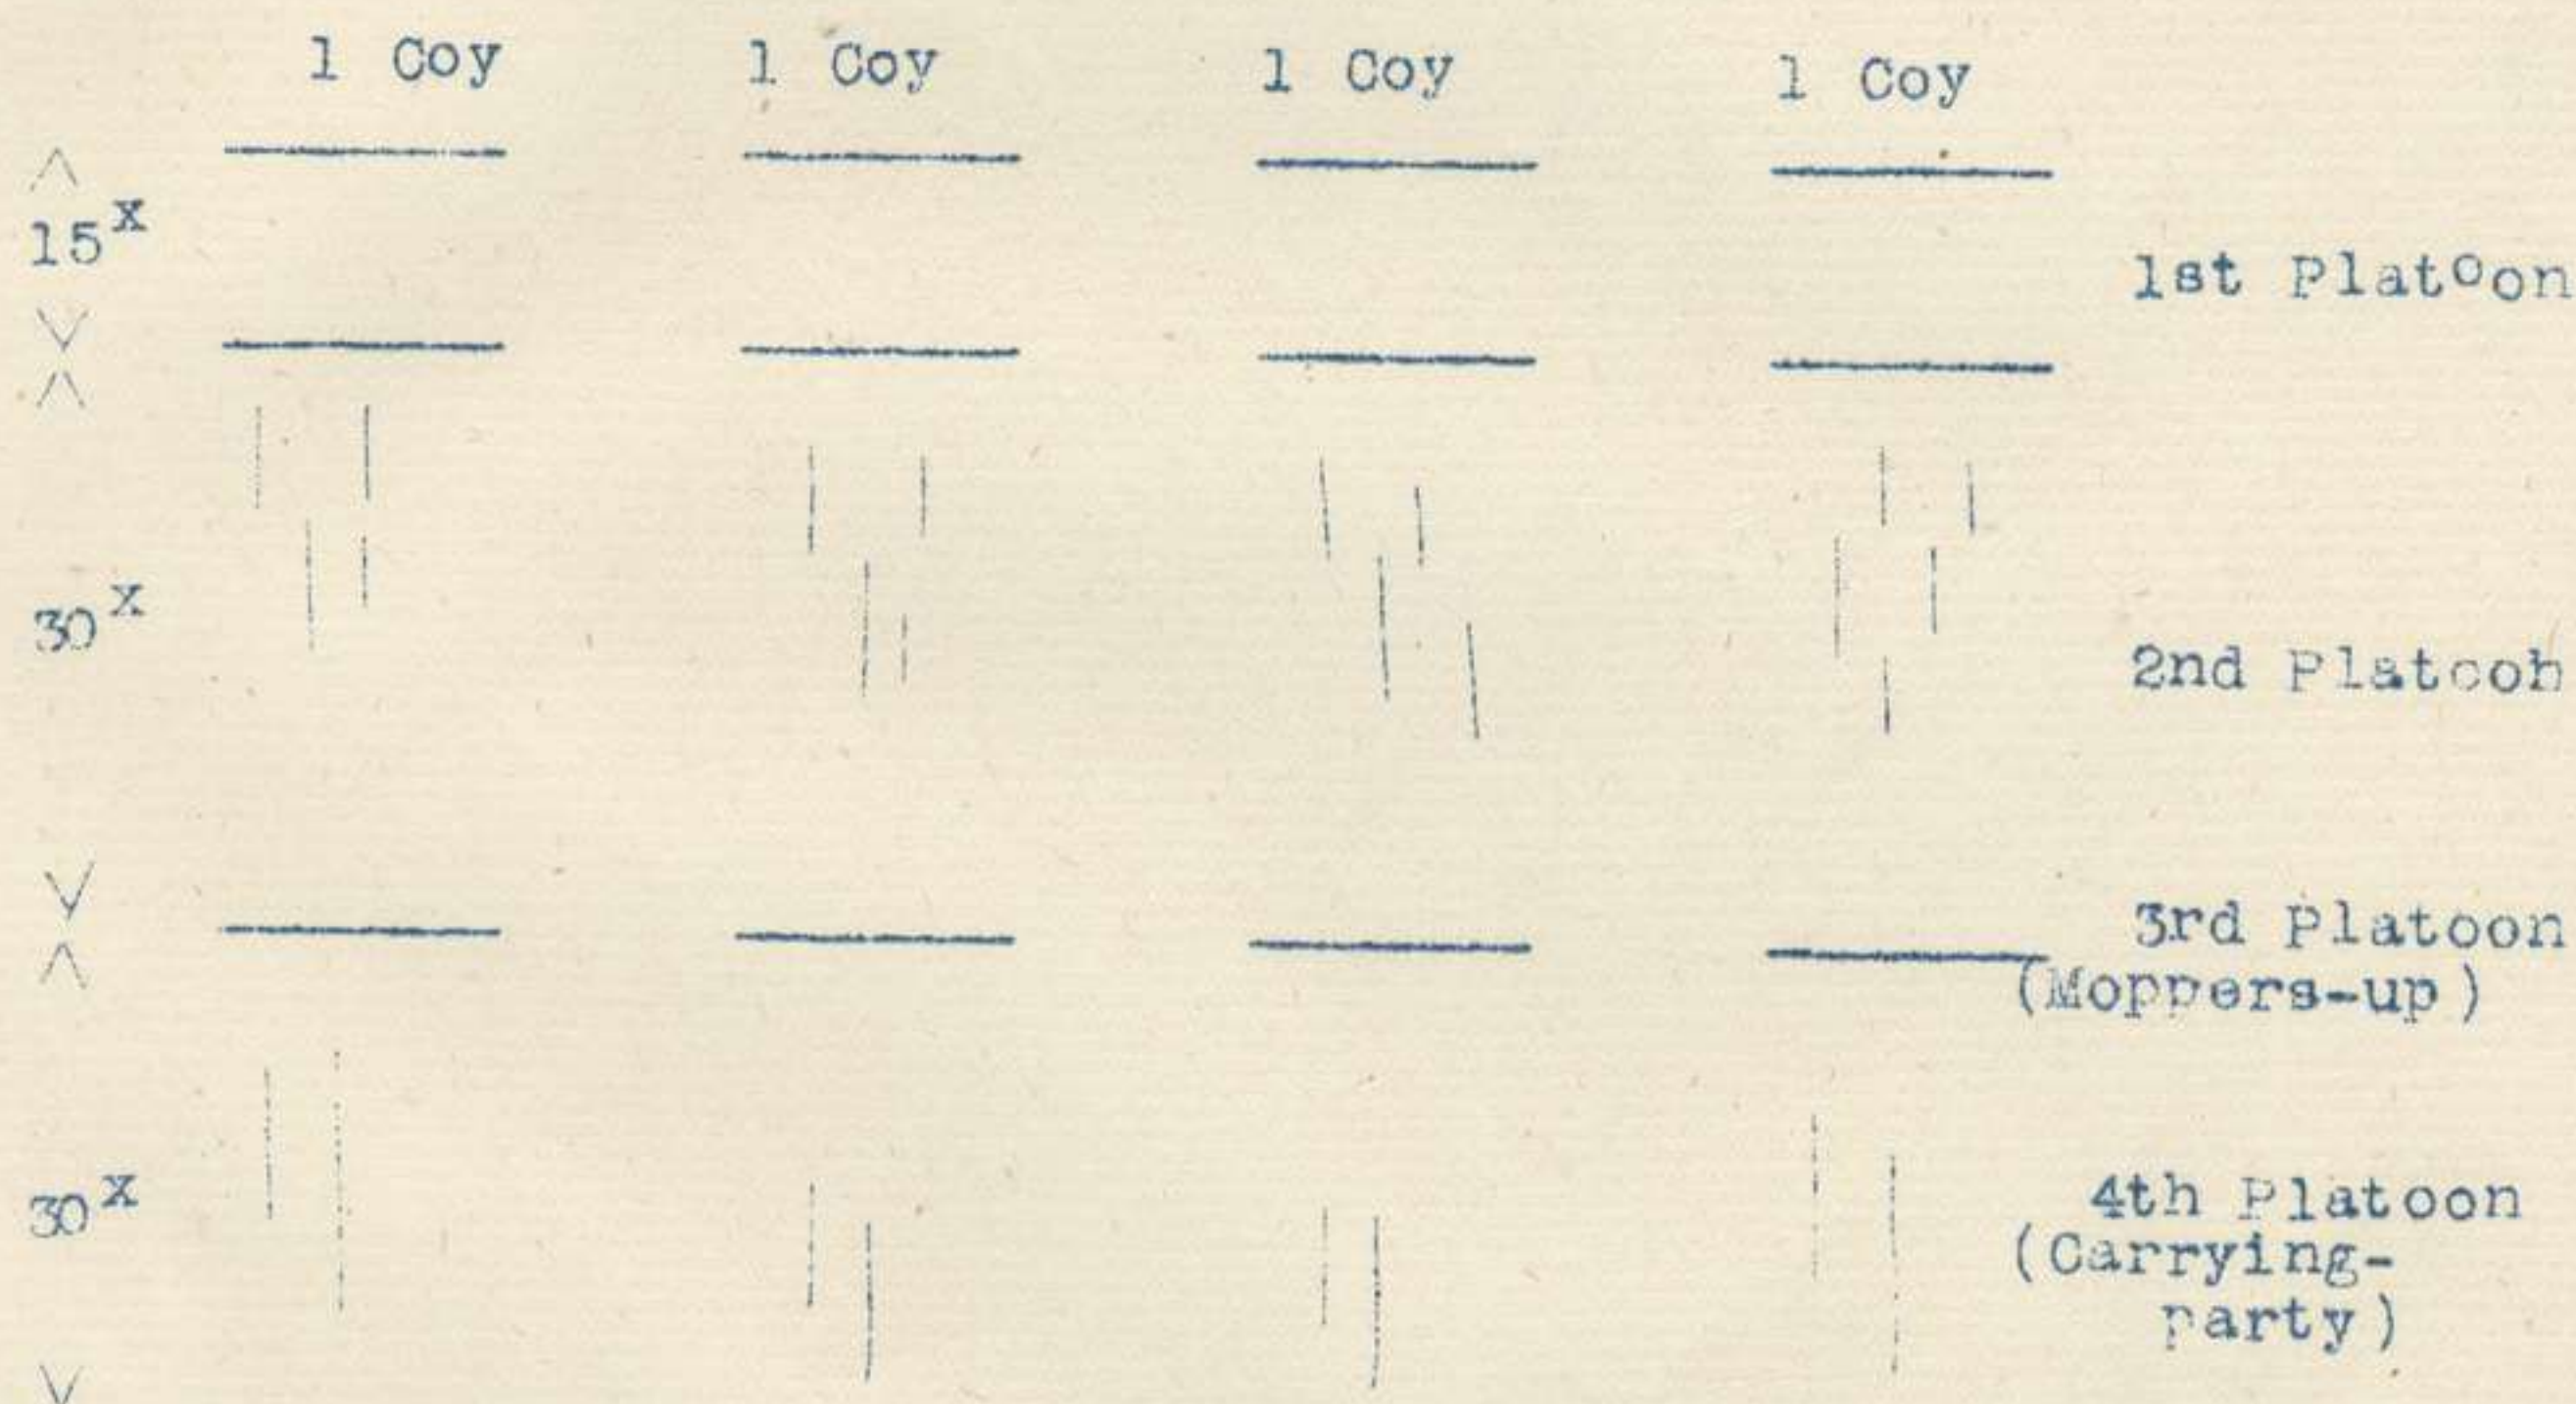 1 Coy 1 Coy 1 Coy 1 Coy
15x
1st Platoon
30x
2nd Platooh
3rd Platoon
(Moppers-up)
30x
4th Platoon
(Carrying-
party)